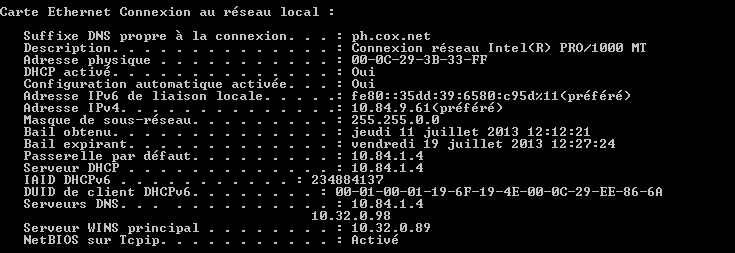 Carte Ethernet Connexion au réseau local :
Suffixe DNS propre à la connexion. . . : ph.cox.net
Description. . . . . . . . . . . . . . : Connexion réseau Intel(R) PRO/1000 MT
Adresse physique . . . . . . . . . . . : 00-0C-29-3B-33-FF
DHCP activé. . . . . . . . . . . . . . : Oui
Configuration automatique activée. . . : Oui
Adresse IPv6 de liaison locale. . . . .: fe80::35dd:39:6580:c95d%11(préféré)
Adresse IPv4. . . . . . . . . . . . . .: 10.84.9.61(préféré)
Masque de sous-réseau. . . . . . . . . : 255.255.0.0
Bail obtenu. . . . . . . . . . . . . . : jeudi 11 juillet 2013 12:12:21
Bail expirant. . . . . . . . . . . . . : vendredi 19 juillet 2013 12:27:24
Passerelle par défaut. . . . . . . . . : 10.84.1.4
Serveur DHCP . . . . . . . . . . . . . : 10.84.1.4
IAID DHCPv6 . . . . . . . . . . . : 234884137
DUID de client DHCPv6. . . . . . . . : 00-01-00-01-19-6F-19-4E-00-0C-29-EE-86-6A
Serveurs DNS. . . . . . . . . . . . . : 10.84.1.4
10.32.0.98
Serveur WINS principal . . . . . . . . : 10.32.0.89
NetBIOS sur Tcpip. . . . . . . . . . . : Activé